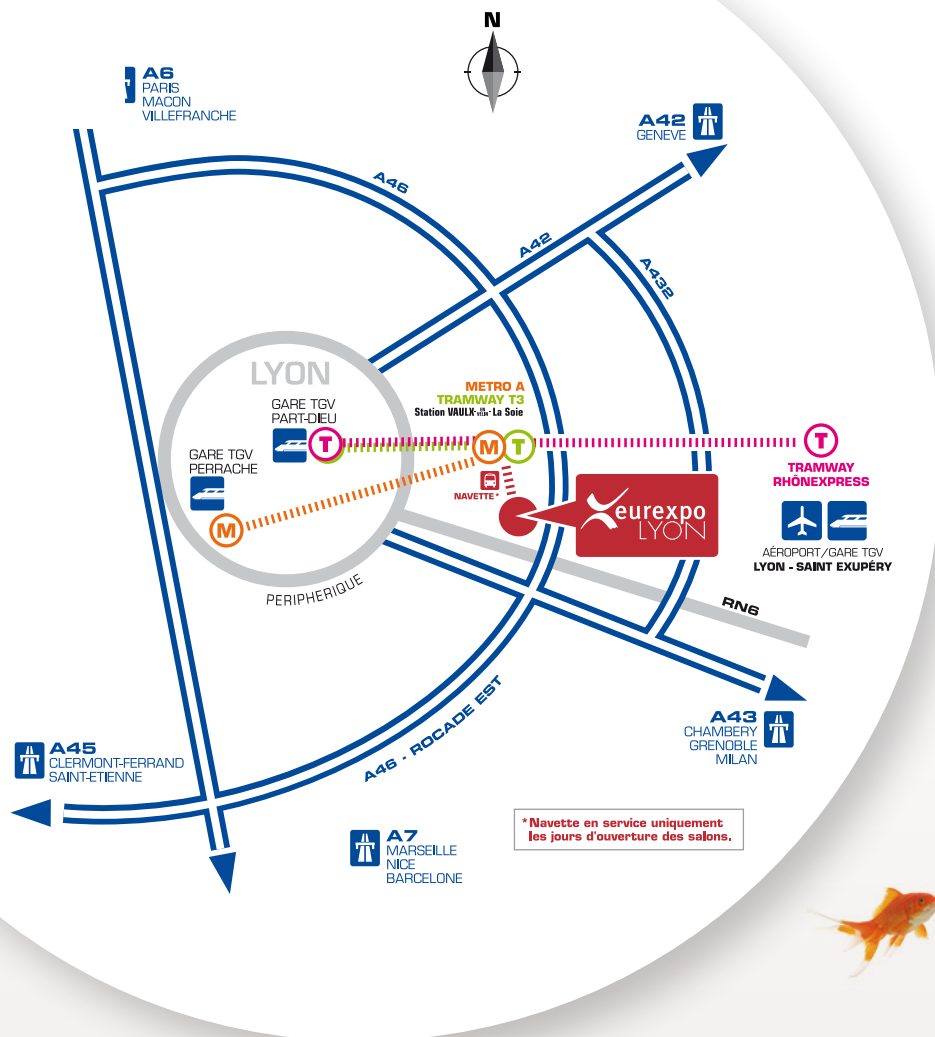 N
A6
PARIS
MACON
VILLEFRANCHE
A42
GENEVE
A46
A42
A432
LYON
METRO A
TRAMWAY T3
Station VAULX- EN VELIN - La Soie
GARE TGV
PART-DIEU
T
M
T
T
GARE TGV
PERRACHE
M
NAVETTE*
eurexpo
LYON
TRAMWAY
RHÔNEXPRESS
AÉROPORT/GARE TGV
LYON - SAINT EXUPÉRY
PERIPHERIQUE
RN6
A46 - ROCADE EST
A43
CHAMBERY
GRENOBLE
MILAN
A45
CLERMONT-FERRAND
SAINT-ETIENNE
A7
MARSEILLE
NICE
BARCELONE
*Navette en service uniquement
les jours d'ouverture des salons.